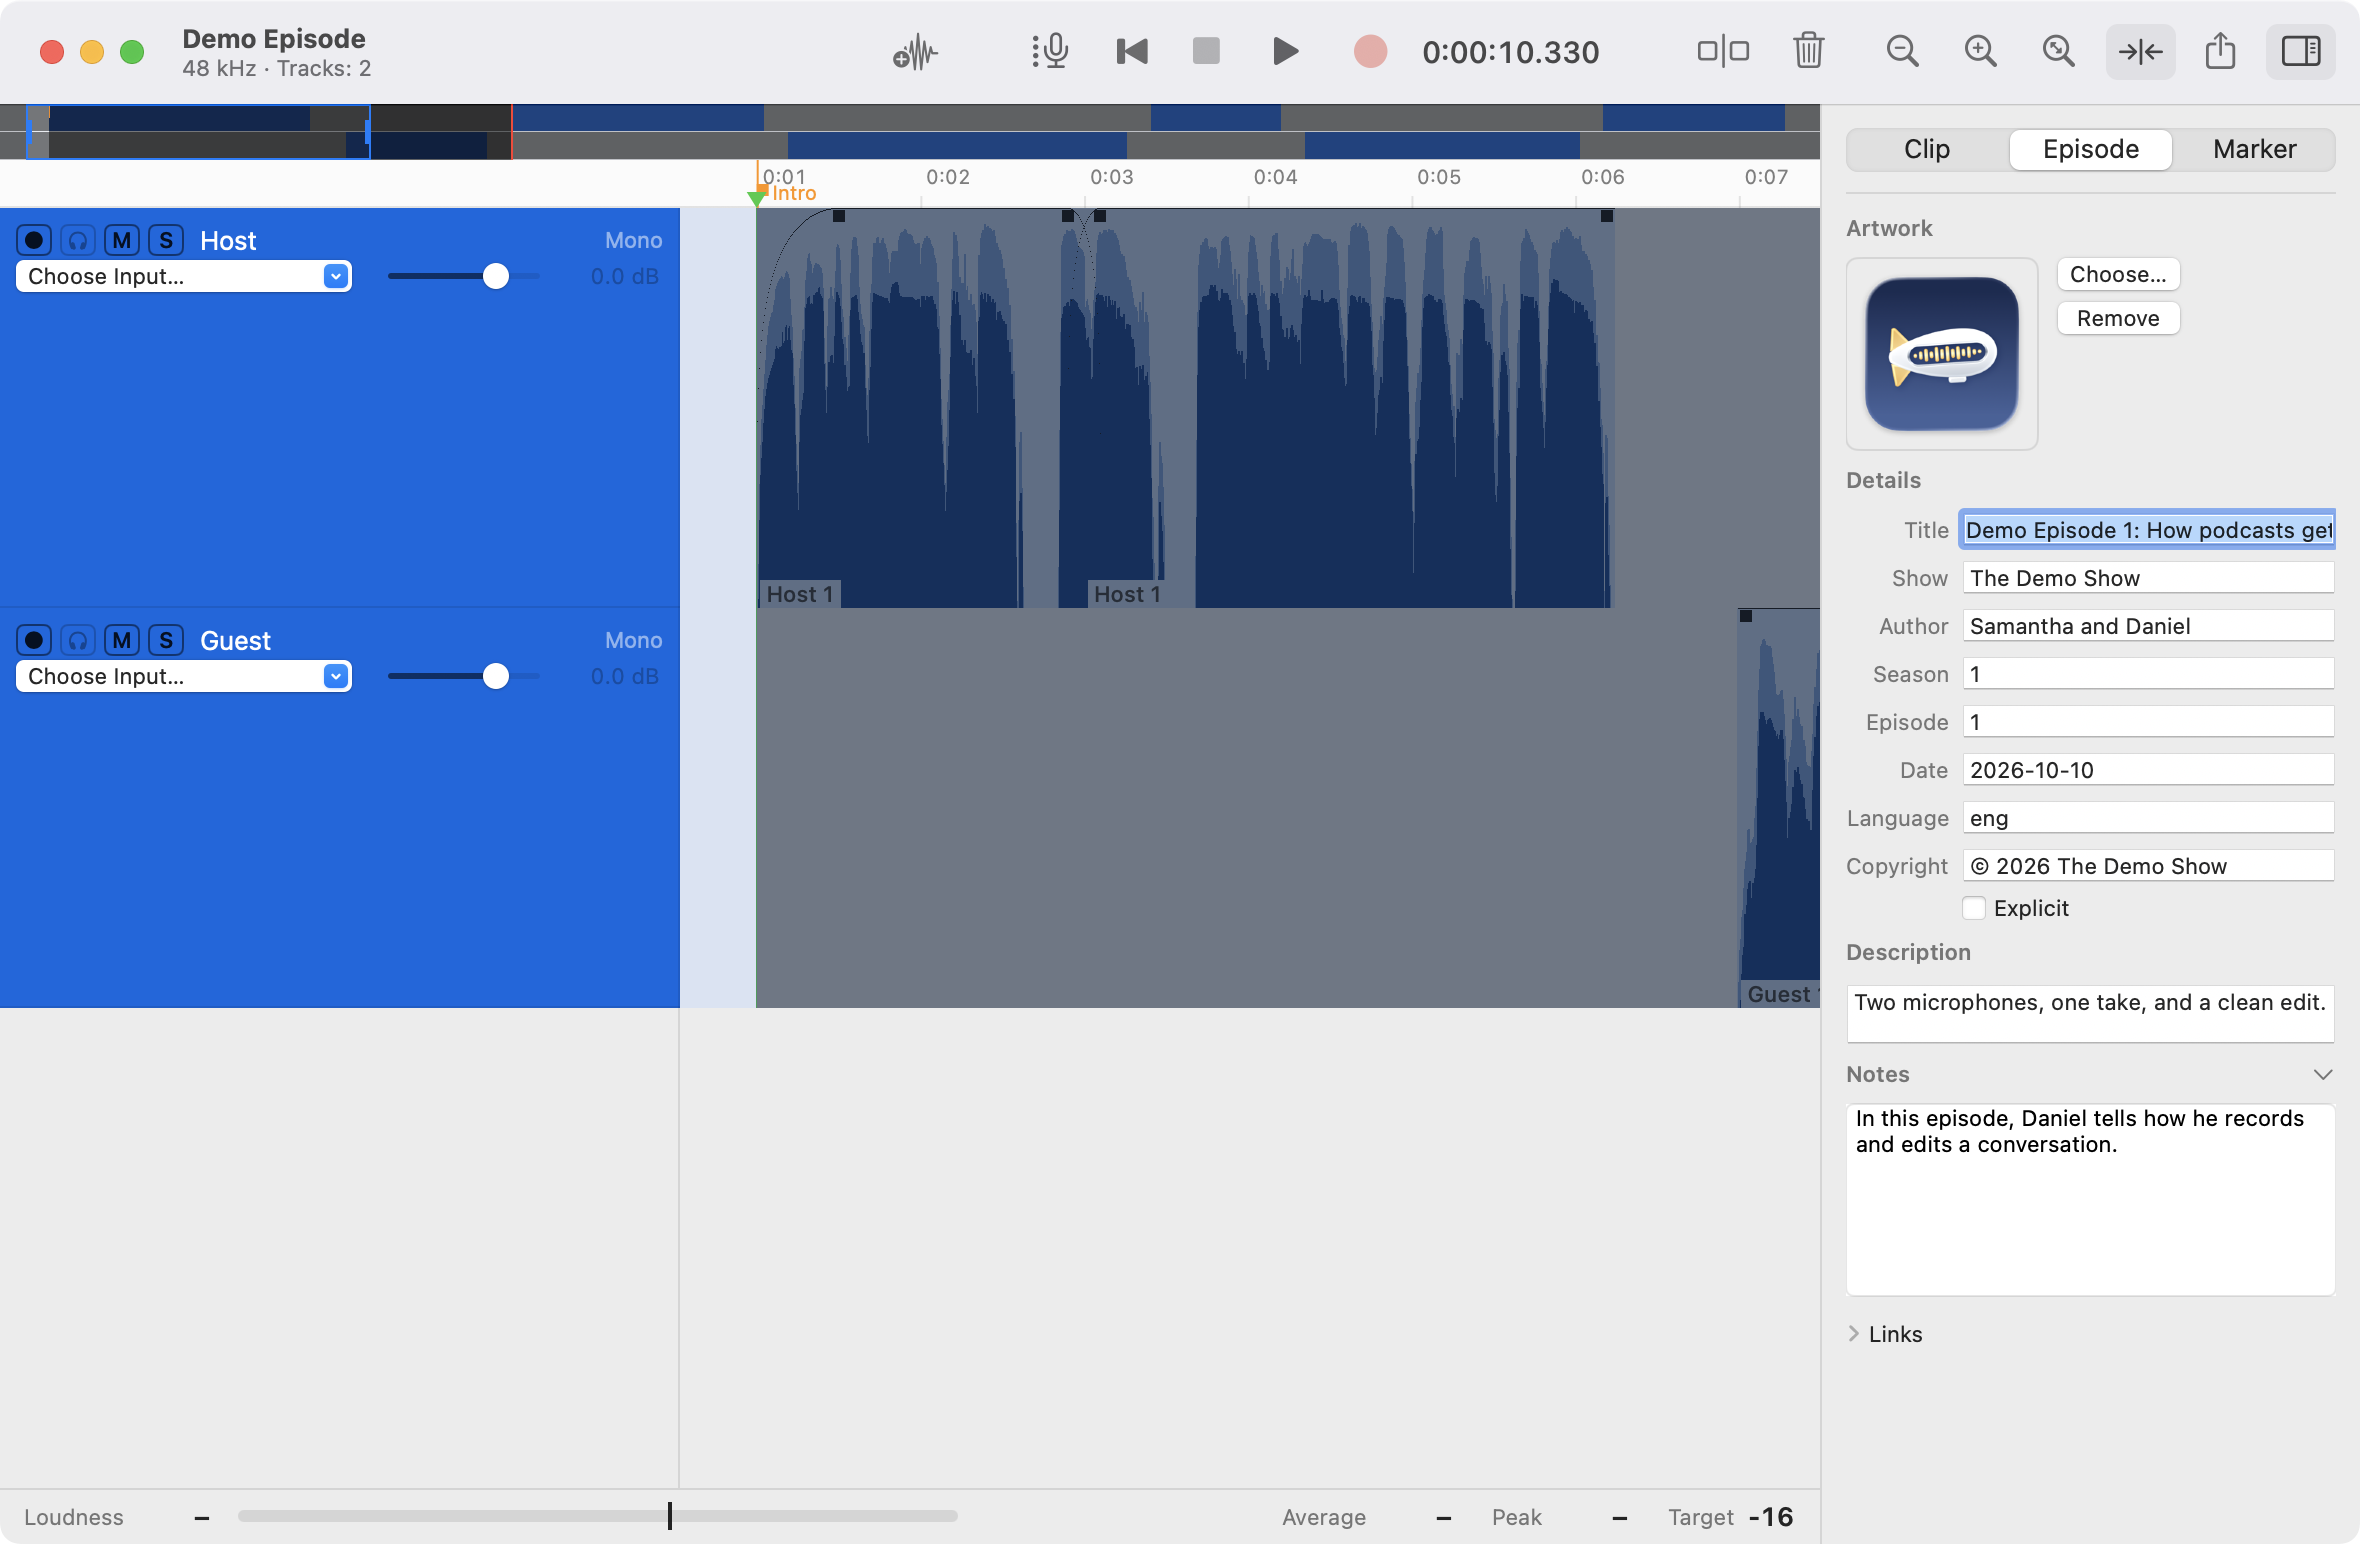 Demo Episode
48 kHz · Tracks: 2
0:00:10.330
Clip
Episode
Marker
0:01
0:02
0:03
0:04
0:05
0:06
0:07
Intro
M
S
Host
Mono
Choose Input...
0.0 dB
Host 1
Host 1
M
S
Guest
Mono
Choose Input...
0.0 dB
Guest
Artwork
Choose...
Remove
Details
Title
Demo Episode 1: How podcasts get
Show
The Demo Show
Author
Samantha and Daniel
Season
1
Episode
1
Date
2026-10-10
Language
eng
Copyright
© 2026 The Demo Show
Explicit
Description
Two microphones, one take, and a clean edit.
Notes
In this episode, Daniel tells how he records
and edits a conversation.
Links
Loudness
–
Average
–
Peak
–
Target
-16